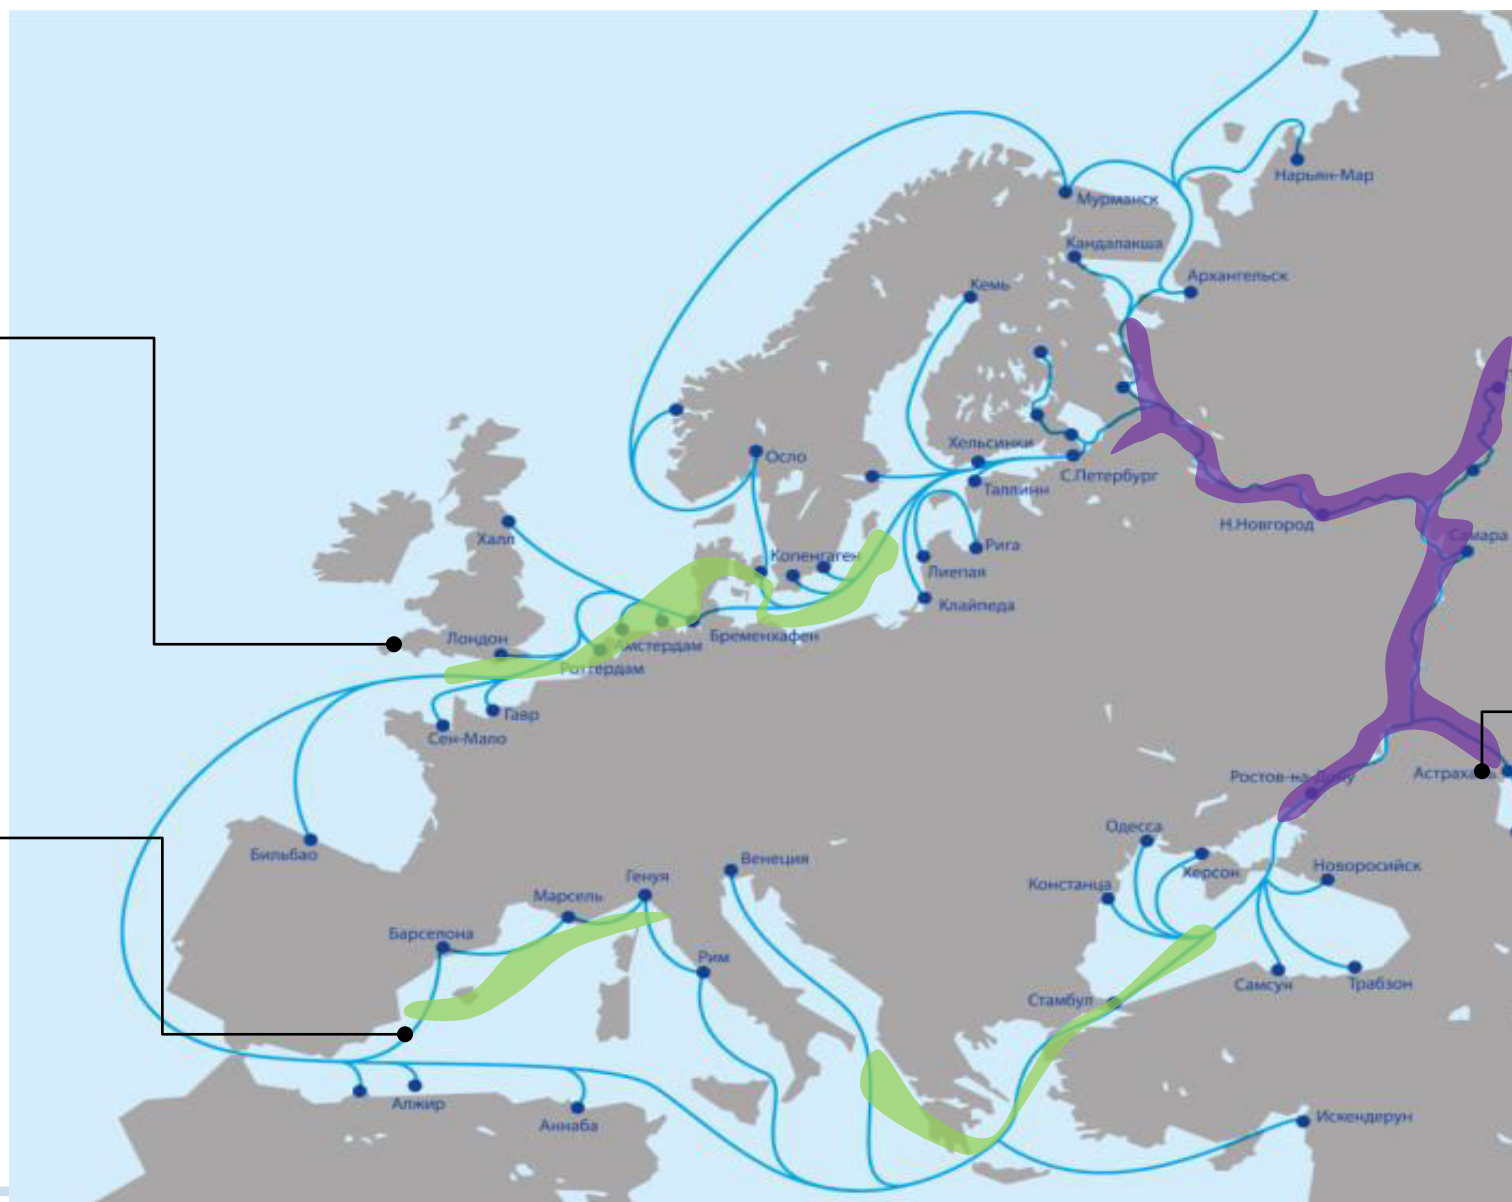 Нарьян-Мар
Мурманск
Кандалакша
Архангельск
Кемь
Хельсинки
Осло
С.Петербург
Таллинн
Н.Новгород
Самара
Халл
Рига
Копенгаген
Лиепая
Клайпеда
Бременхафен
Лондон
Амстердам
Роттердам
Гавр
Сен-Мало
Ростов-на-Дону
Астрахань
Одесса
Бильбао
Венеция
Херсон
Новоросийск
Генуя
Констанца
Марсель
Барселона
Рим
Самсун
Трабзон
Стамбул
Алжир
Искендерун
Аннаба